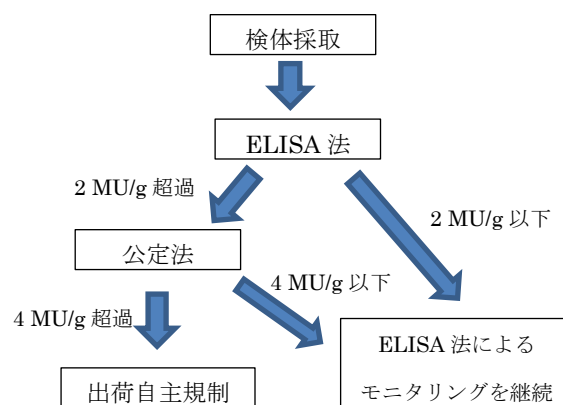 検体採取
ELISA 法
2 MU/g 超過
2 MU/g 以下
公定法
4 MU/g 以下
4 MU/g 超過
ELISA 法による
モニタリングを継続
出荷自主規制